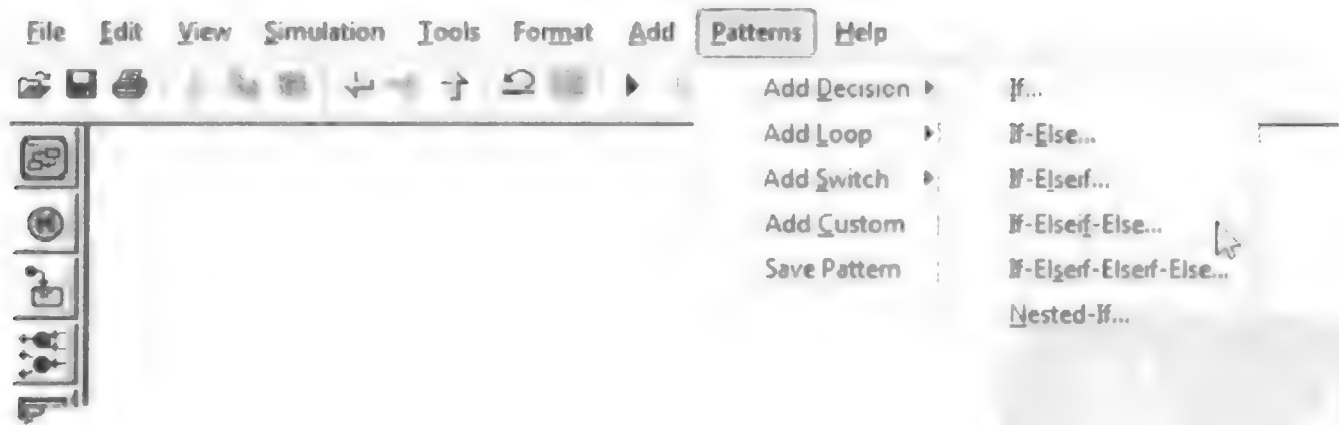 File Edit View Simulation Tools Format Add Patterns Help
Add Decision
Add Loop
Add Switch
Add Custom
Save Pattern
If...
If-Else...
If-Elseif...
If-Elseif-Else...
If-Elseif-Elseif-Else...
Nested-If...